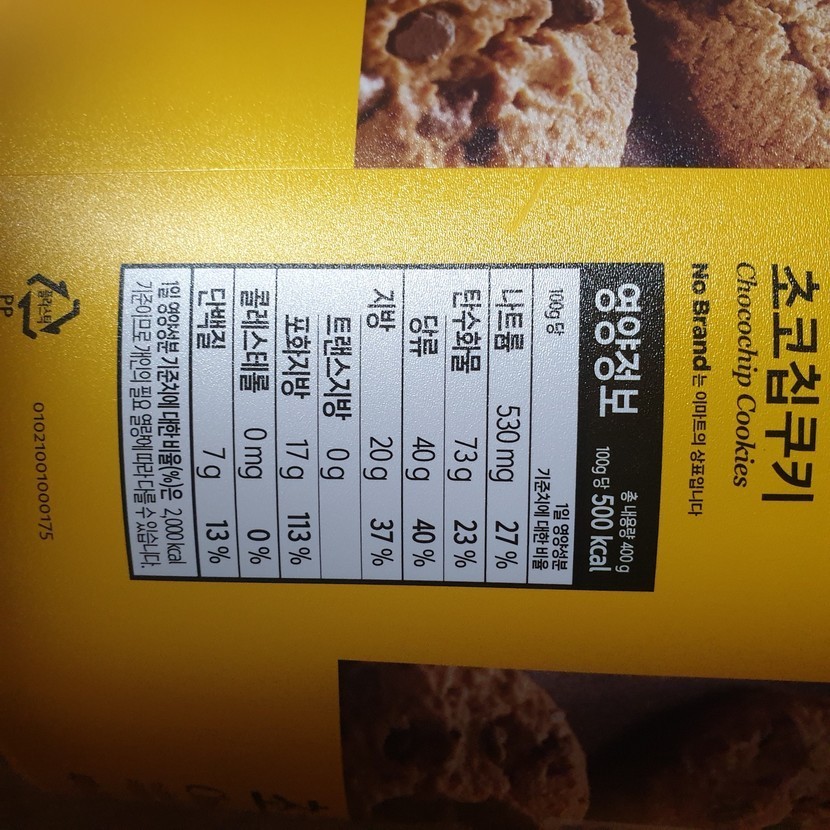 초코칩쿠키
Chocochip Cookies
No Brand는 이마트의 상표입니다
영양정보
총 내용량 400 g
100g 당 500 kcal
100g 당
1일 영양성분
기준치에 대한 비율
나트륨 530 mg 27 %
탄수화물 73 g 23 %
당류 40 g 40 %
지방 20 g 37 %
트랜스지방 0 g
포화지방 17 g 113 %
콜레스테롤 0 mg 0 %
단백질 7 g 13 %
1일 영양성분 기준치에 대한 비율(%)은 2,000 kcal
기준이므로 개인의 필요 열량에 따라 다를 수 있습니다.
플라스틱
PP
01021001000175